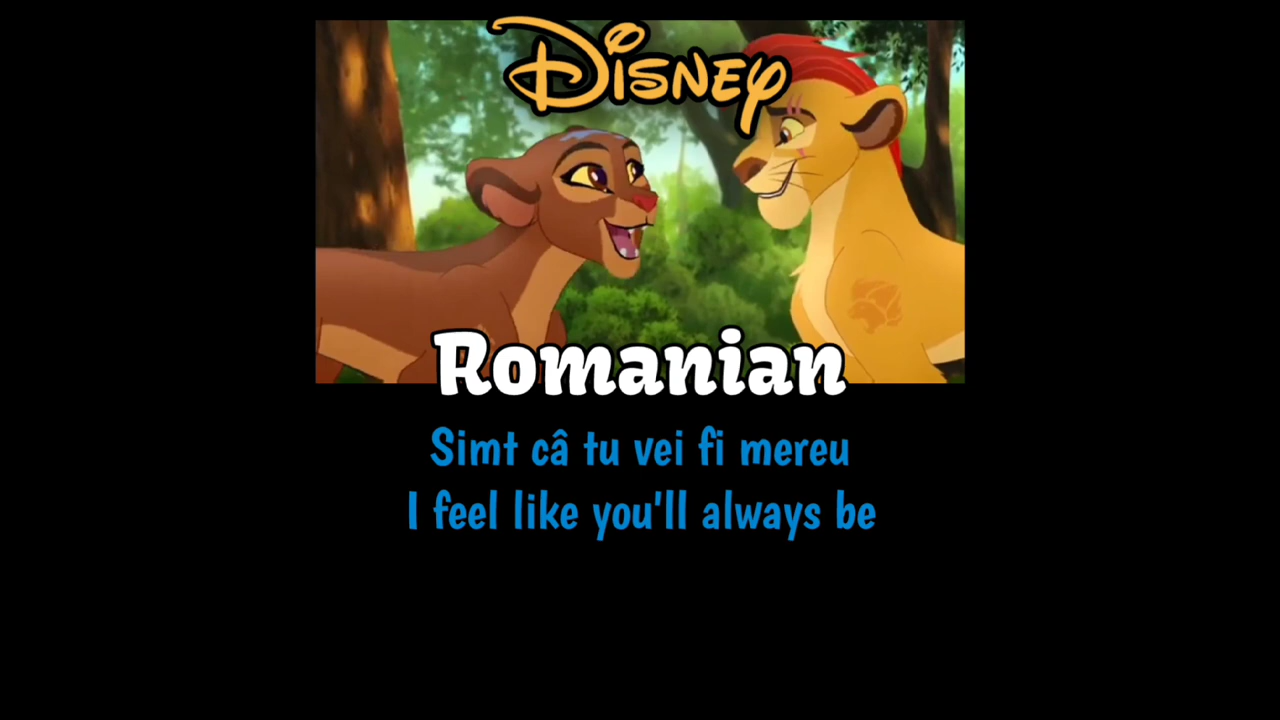 Disney
Romanian
Simt câ tu vei fi mereu
I feel like you'll always be